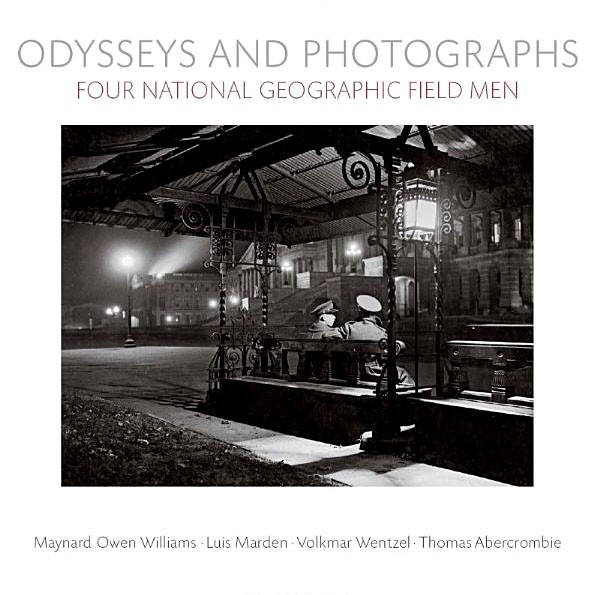 ODYSSEYS AND PHOTOGRAPHS
FOUR NATIONAL GEOGRAPHIC FIELD MEN
Maynard Owen Williams · Luis Marden · Volkmar Wentzel · Thomas Abercrombie